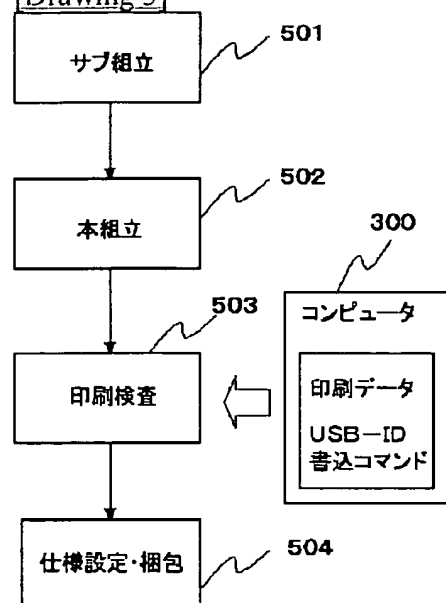 Drawing 5
サブ組立
501
本組立
502
印刷検査
503
300
コンピュータ
印刷データ
USB-ID
書込コマンド
仕様設定・梱包
504